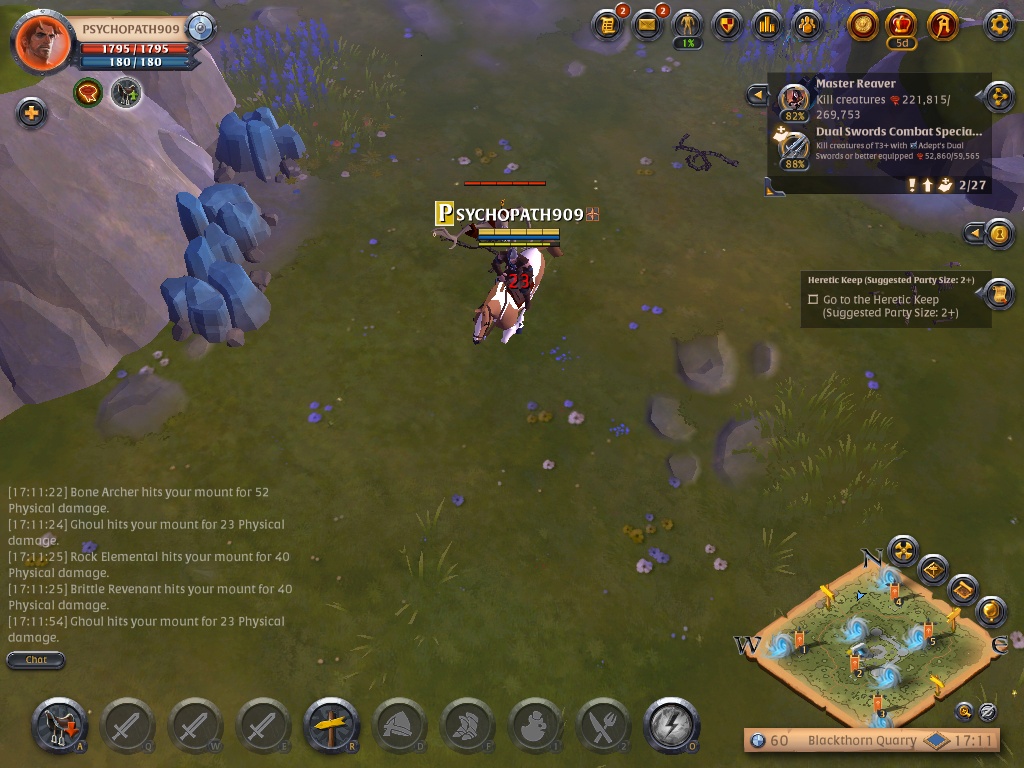 PSYCHOPATH909
1795 / 1795
180 / 180
2
2
1%
5d
Master Reaver
Kill creatures 221,815/
269,753
82%
Dual Swords Combat Specia...
Kill creatures of T3+ with Adept's Dual
Swords or better equipped 52,860/59,565
88%
2/27
PSYCHOPATH909
23
Heretic Keep (Suggested Party Size: 2+)
Go to the Heretic Keep
(Suggested Party Size: 2+)
[17:11:22] Bone Archer hits your mount for 52
Physical damage.
[17:11:24] Ghoul hits your mount for 23 Physical
damage.
[17:11:25] Rock Elemental hits your mount for 40
Physical damage.
[17:11:25] Brittle Revenant hits your mount for 40
Physical damage.
[17:11:54] Ghoul hits your mount for 23 Physical
damage.
Chat
N
W
E
4
1
5
2
3
A
Q
W
E
R
D
F
1
2
O
60 Blackthorn Quarry 17:11